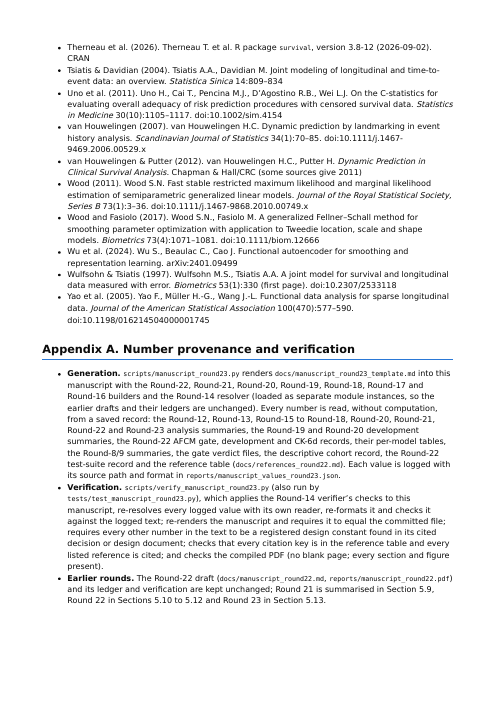 • Therneau et al. (2026). Therneau T. et al. R package survival, version 3.8-12 (2026-09-02).
CRAN
• Tsiatis & Davidian (2004). Tsiatis A.A., Davidian M. Joint modeling of longitudinal and time-to-
event data: an overview. Statistica Sinica 14:809–834
• Uno et al. (2011). Uno H., Cai T., Pencina M.J., D’Agostino R.B., Wei L.J. On the C-statistics for
evaluating overall adequacy of risk prediction procedures with censored survival data. Statistics
in Medicine 30(10):1105–1117. doi:10.1002/sim.4154
• van Houwelingen (2007). van Houwelingen H.C. Dynamic prediction by landmarking in event
history analysis. Scandinavian Journal of Statistics 34(1):70–85. doi:10.1111/j.1467-
9469.2006.00529.x
• van Houwelingen & Putter (2012). van Houwelingen H.C., Putter H. Dynamic Prediction in
Clinical Survival Analysis. Chapman & Hall/CRC (some sources give 2011)
• Wood (2011). Wood S.N. Fast stable restricted maximum likelihood and marginal likelihood
estimation of semiparametric generalized linear models. Journal of the Royal Statistical Society,
Series B 73(1):3–36. doi:10.1111/j.1467-9868.2010.00749.x
• Wood and Fasiolo (2017). Wood S.N., Fasiolo M. A generalized Fellner–Schall method for
smoothing parameter optimization with application to Tweedie location, scale and shape
models. Biometrics 73(4):1071–1081. doi:10.1111/biom.12666
• Wu et al. (2024). Wu S., Beaulac C., Cao J. Functional autoencoder for smoothing and
representation learning. arXiv:2401.09499
• Wulfsohn & Tsiatis (1997). Wulfsohn M.S., Tsiatis A.A. A joint model for survival and longitudinal
data measured with error. Biometrics 53(1):330 (first page). doi:10.2307/2533118
• Yao et al. (2005). Yao F., Müller H.-G., Wang J.-L. Functional data analysis for sparse longitudinal
data. Journal of the American Statistical Association 100(470):577–590.
doi:10.1198/016214504000001745
Appendix A. Number provenance and verification
• Generation. scripts/manuscript_round23.py renders docs/manuscript_round23_template.md into this
manuscript with the Round-22, Round-21, Round-20, Round-19, Round-18, Round-17 and
Round-16 builders and the Round-14 resolver (loaded as separate module instances, so the
earlier drafts and their ledgers are unchanged). Every number is read, without computation,
from a saved record: the Round-12, Round-13, Round-15 to Round-18, Round-20, Round-21,
Round-22 and Round-23 analysis summaries, the Round-19 and Round-20 development
summaries, the Round-22 AFCM gate, development and CK-6d records, their per-model tables,
the Round-8/9 summaries, the gate verdict files, the descriptive cohort record, the Round-22
test-suite record and the reference table (docs/references_round22.md). Each value is logged with
its source path and format in reports/manuscript_values_round23.json.
• Verification. scripts/verify_manuscript_round23.py (also run by
tests/test_manuscript_round23.py), which applies the Round-14 verifier’s checks to this
manuscript, re-resolves every logged value with its own reader, re-formats it and checks it
against the logged text; re-renders the manuscript and requires it to equal the committed file;
requires every other number in the text to be a registered design constant found in its cited
decision or design document; checks that every citation key is in the reference table and every
listed reference is cited; and checks the compiled PDF (no blank page; every section and figure
present).
• Earlier rounds. The Round-22 draft (docs/manuscript_round22.md, reports/manuscript_round22.pdf)
and its ledger and verification are kept unchanged; Round 21 is summarised in Section 5.9,
Round 22 in Sections 5.10 to 5.12 and Round 23 in Section 5.13.